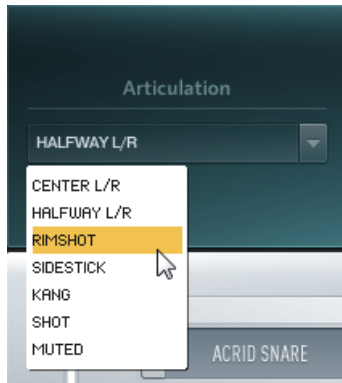 Articulation
HALFWAY L/R
CENTER L/R
HALFWAY L/R
RIMSHOT
SIDESTICK
KANG
SHOT
MUTED
ACRID SNARE